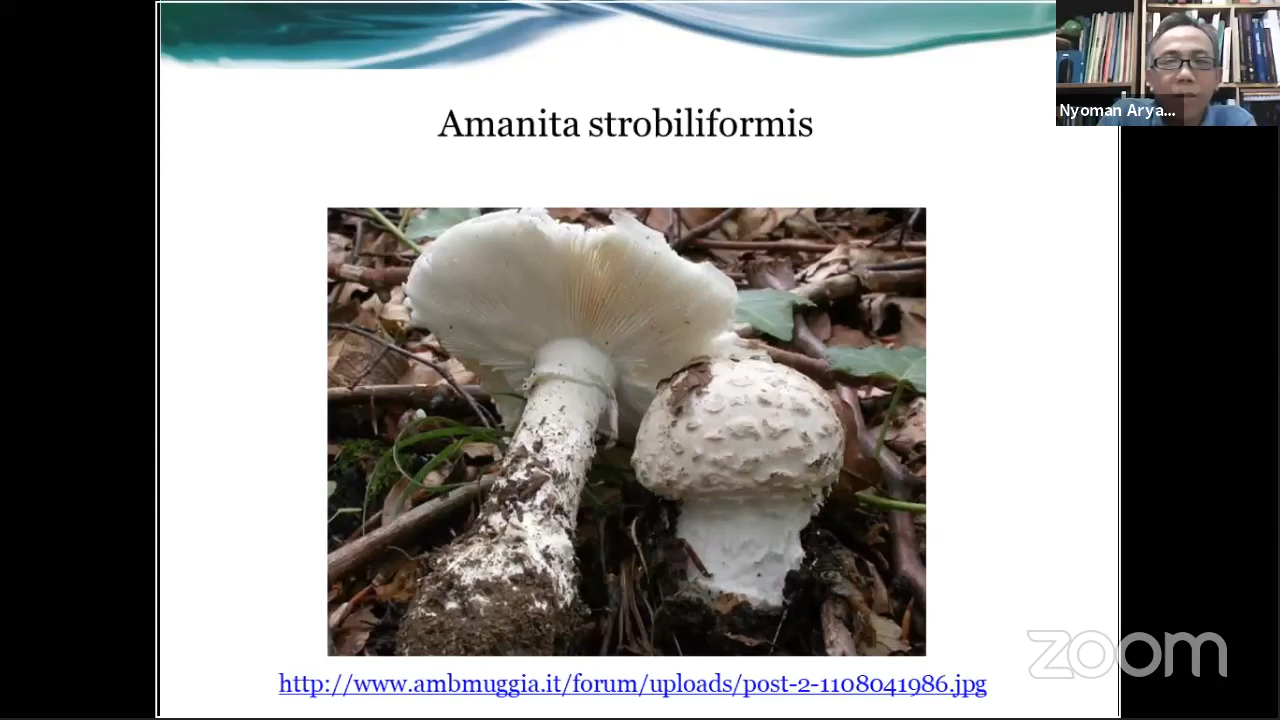 Amanita strobiliformis
Nyoman Arya...
http://www.ambmuggia.it/forum/uploads/post-2-1108041986.jpg
zoom